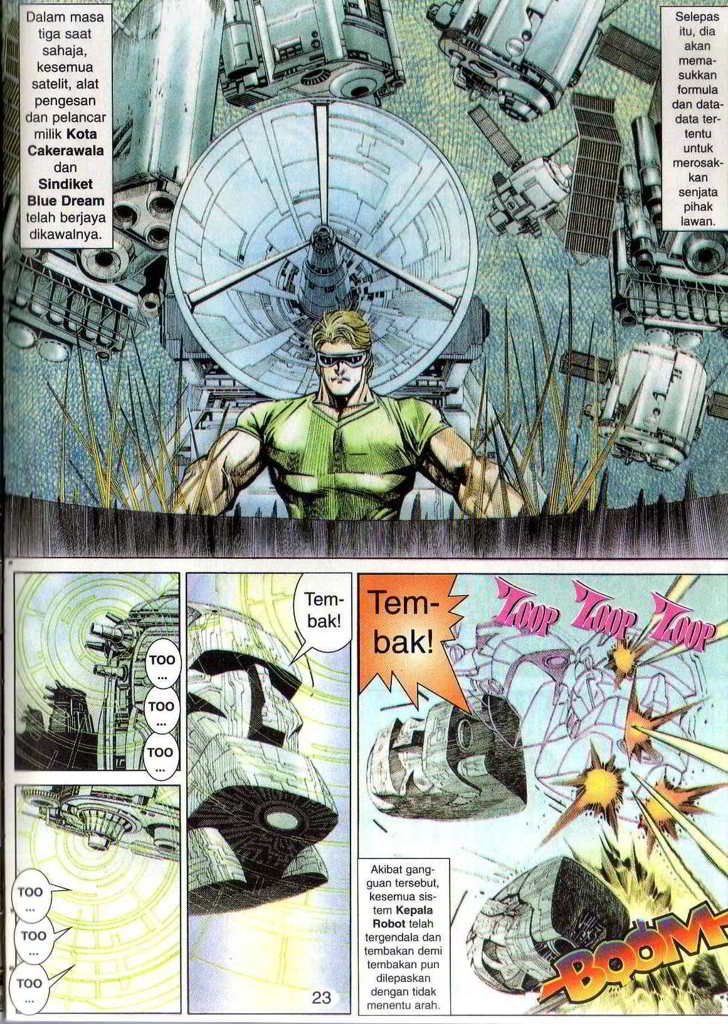 Dalam masa
tiga saat
sahaja,
kesemua
satelit, alat
pengesan
dan pelancar
milik Kota
Cakerawala
dan
Sindiket
Blue Dream
telah berjaya
dikawalnya.
Selepas
itu, dia
akan
mema-
sukkan
formula
dan data-
data ter-
tentu
untuk
merosak-
kan
senjata
pihak
lawan.
TOO
...
TOO
...
TOO
...
TOO
...
TOO
...
TOO
...
Tem-
bak!
Tem-
bak!
ZOOP ZOOP ZOOP
Akibat gang-
guan tersebut,
kesemua sis-
tem Kepala
Robot telah
tergendala dan
tembakan demi
tembakan pun
dilepaskan
dengan tidak
menentu arah.
BOOM
23